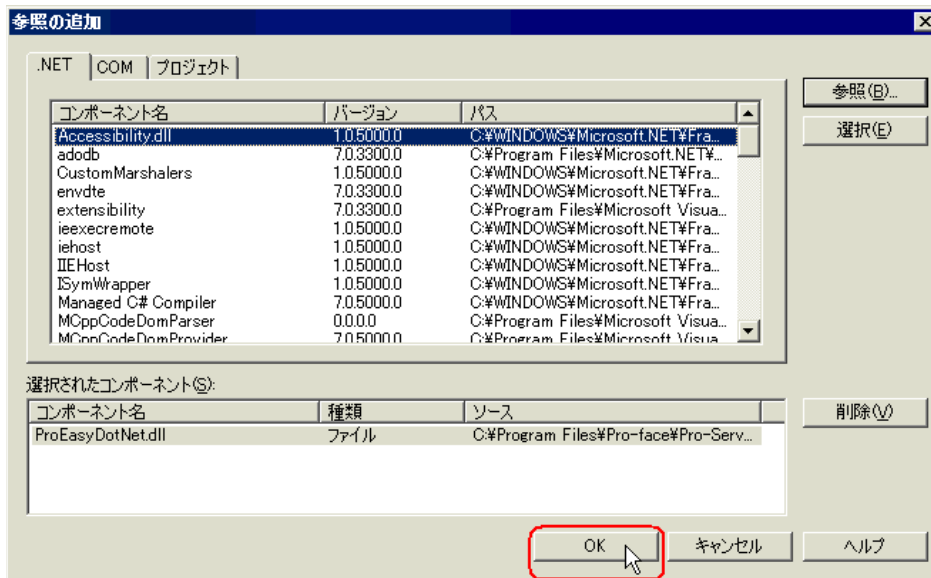 参照の追加
.NET COM プロジェクト
参照(B)...
選択(E)
コンポーネント名 バージョン パス
Accessibility.dll 1.0.5000.0 C:¥WINDOWS¥Microsoft.NET¥Fra...
adodb 7.0.3300.0 C:¥Program Files¥Microsoft.NET¥...
CustomMarshalers 1.0.5000.0 C:¥WINDOWS¥Microsoft.NET¥Fra...
envdte 7.0.3300.0 C:¥WINDOWS¥Microsoft.NET¥Fra...
extensibility 7.0.3300.0 C:¥Program Files¥Microsoft Visua...
ieexecremote 1.0.5000.0 C:¥WINDOWS¥Microsoft.NET¥Fra...
iehost 1.0.5000.0 C:¥WINDOWS¥Microsoft.NET¥Fra...
IIEHost 1.0.5000.0 C:¥WINDOWS¥Microsoft.NET¥Fra...
ISymWrapper 1.0.5000.0 C:¥WINDOWS¥Microsoft.NET¥Fra...
Managed C# Compiler 7.0.5000.0 C:¥WINDOWS¥Microsoft.NET¥Fra...
MCppCodeDomParser 0.0.0.0 C:¥Program Files¥Microsoft Visua...
MCppCodeDomProvider 7.0.5000.0 C:¥Program Files¥Microsoft Visua...
選択されたコンポーネント(S):
コンポーネント名 種類 ソース
ProEasyDotNet.dll ファイル C:¥Program Files¥Pro-face¥Pro-Serv...
削除(V)
OK キャンセル ヘルプ